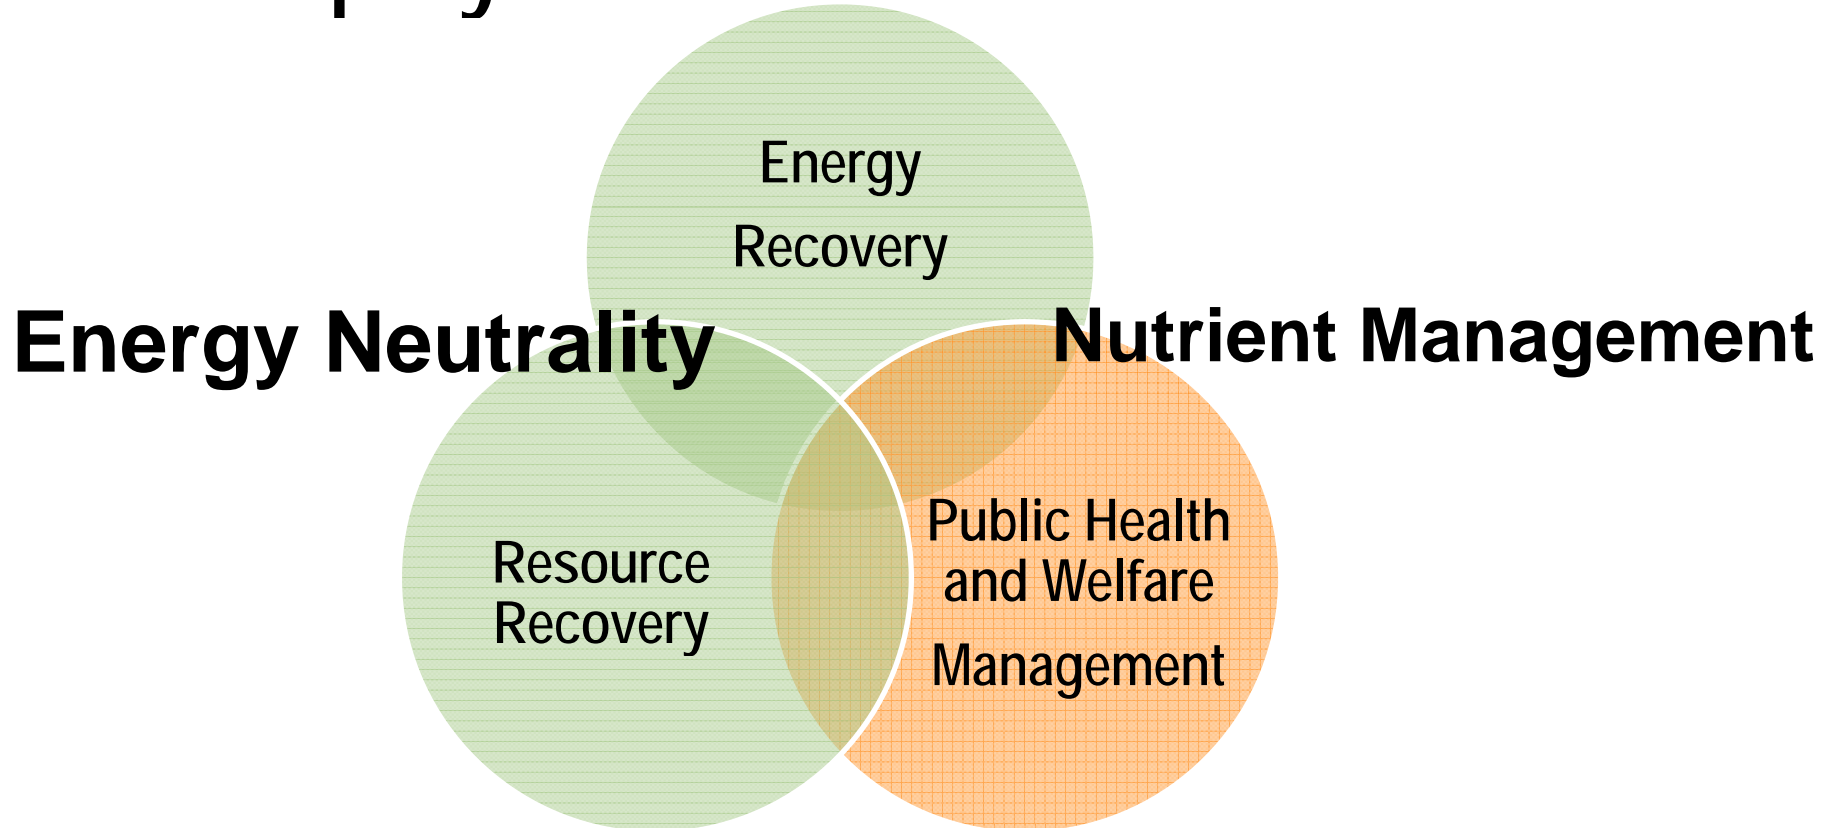 Energy
Recovery
Energy Neutrality
Nutrient Management
Resource
Recovery
Public Health
and Welfare
Management